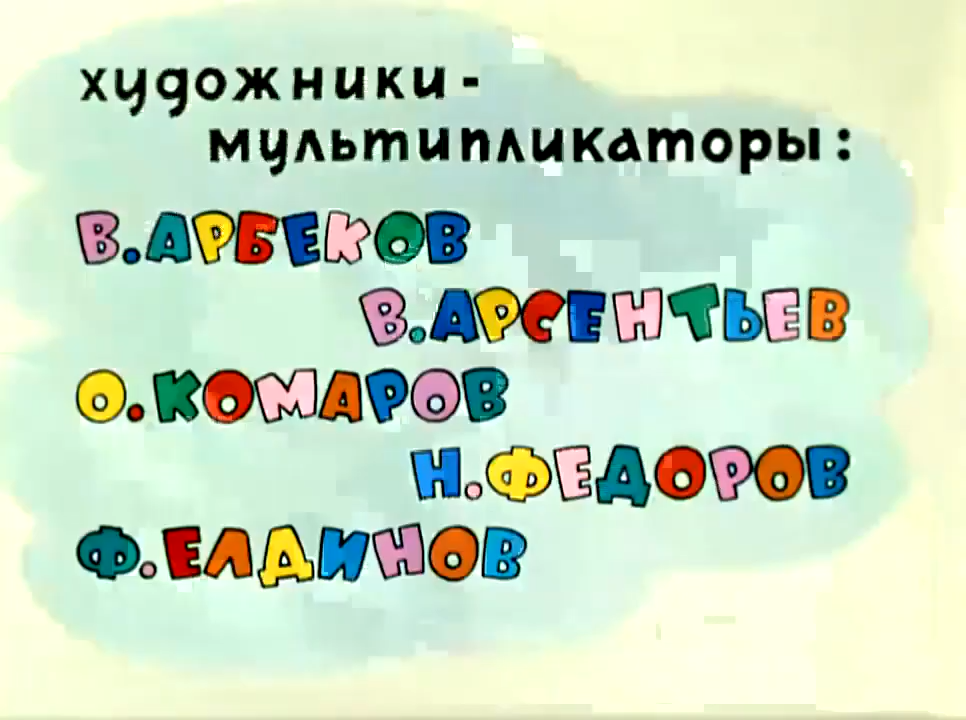 художники-
мультипликаторы:
В.АРБЕКОВ
В.АРСЕНТЬЕВ
О.КОМАРОВ
Н.ФЕДОРОВ
Ф.ЕЛДИНОВ